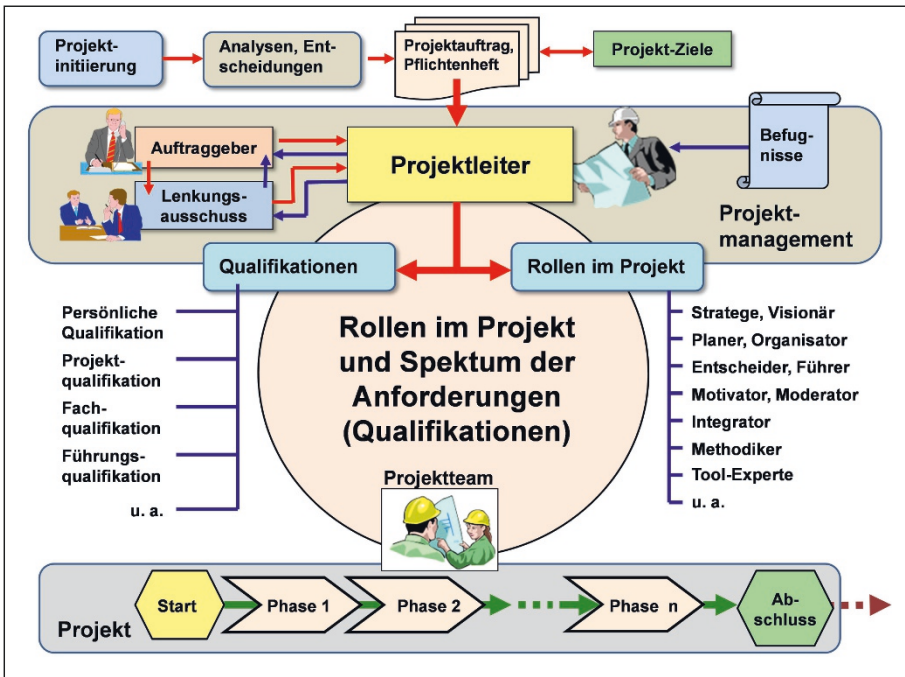 Projekt-
initiierung
Analysen, Ent-
scheidungen
Projektauftrag,
Pflichtenheft
Projekt-Ziele
Auftraggeber
Lenkungs-
ausschuss
Projektleiter
Befug-
nisse
Projekt-
management
Qualifikationen
Rollen im Projekt
Persönliche
Qualifikation
Projekt-
qualifikation
Fach-
qualifikation
Führungs-
qualifikation
u. a.
Rollen im Projekt
und Spektum der
Anforderungen
(Qualifikationen)
Stratege, Visionär
Planer, Organisator
Entscheider, Führer
Motivator, Moderator
Integrator
Methodiker
Tool-Experte
u. a.
Projektteam
Projekt
Start
Phase 1
Phase 2
Phase n
Ab-
schluss